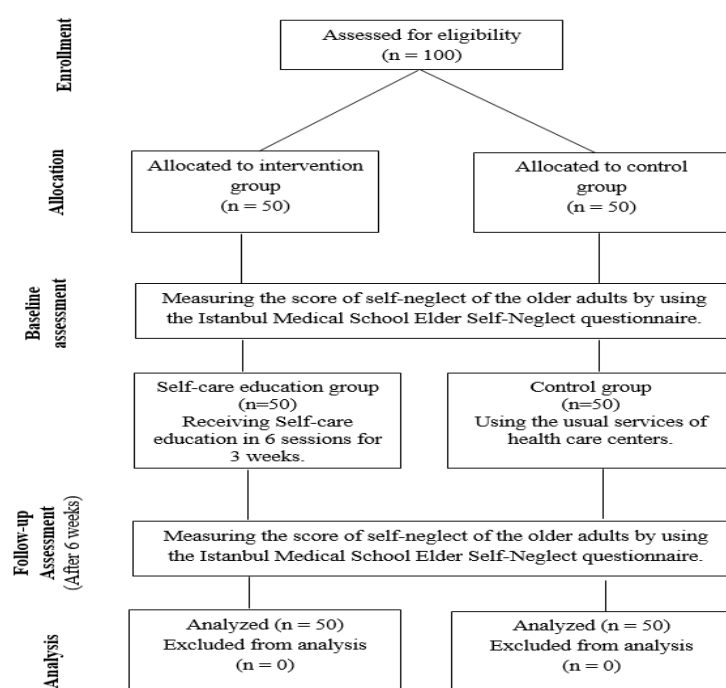 Enrollment
Assessed for eligibility
(n = 100)
Allocation
Allocated to intervention
group
(n = 50)
Allocated to control
group
(n = 50)
Baseline
assessment
Measuring the score of self-neglect of the older adults by using
the Istanbul Medical School Elder Self-Neglect questionnaire.
Self-care education group
(n=50)
Receiving Self-care
education in 6 sessions for
3 weeks.
Control group
(n=50)
Using the usual services of
health care centers.
Follow-up
Assessment
(After 6 weeks)
Measuring the score of self-neglect of the older adults by using
the Istanbul Medical School Elder Self-Neglect questionnaire.
Analysis
Analyzed (n = 50)
Excluded from analysis
(n = 0)
Analyzed (n = 50)
Excluded from analysis
(n = 0)